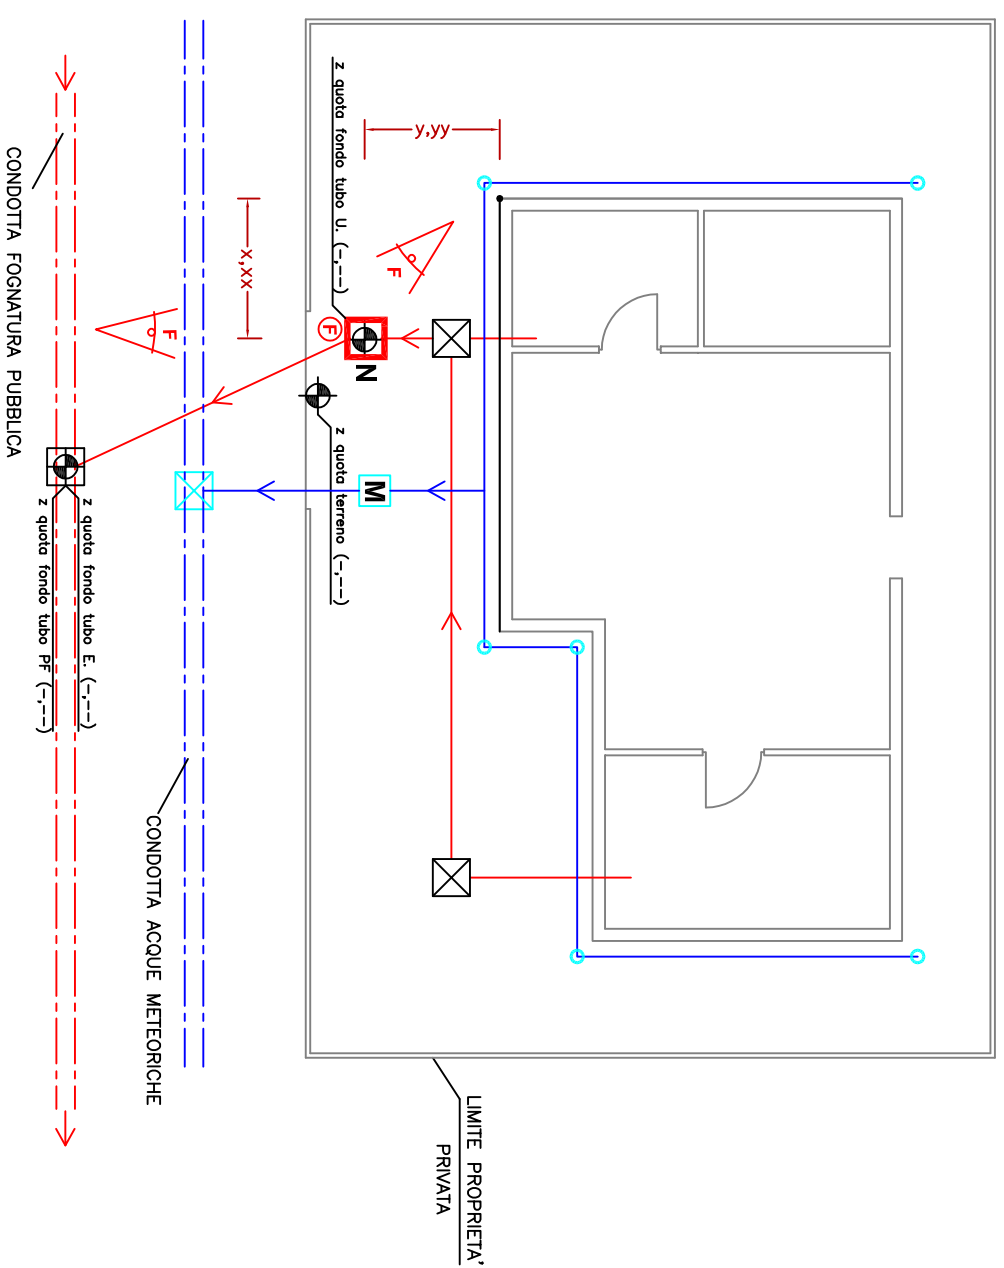 LIMITE PROPRIETA'
PRIVATA
y,yy
x,xx
z quota fondo tubo U. (-,--)
F
F
F
N
z quota terreno (-,---)
M
CONDOTTA ACQUE METEORICHE
z quota fondo tubo E. (-,--)
z quota fondo tubo PF (-,--)
CONDOTTA FOGNATURA PUBBLICA